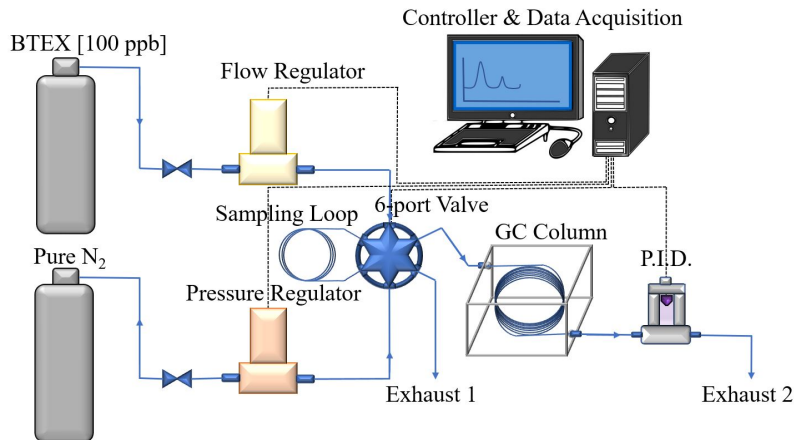 Controller & Data Acquisition
BTEX [100 ppb]
Flow Regulator
Sampling Loop
6-port Valve
GC Column
P.I.D.
Pure N₂
Pressure Regulator
Exhaust 1
Exhaust 2